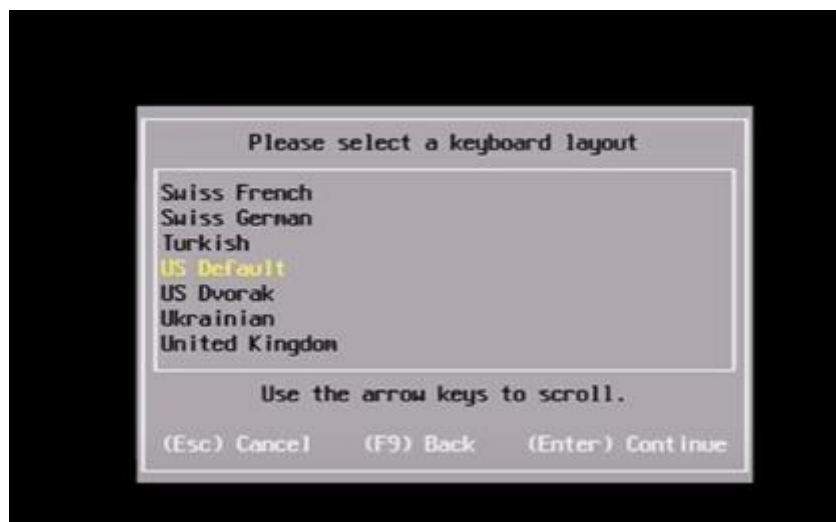 Please select a keyboard layout
Swiss French
Swiss German
Turkish
US Default
US Dvorak
Ukrainian
United Kingdom
Use the arrow keys to scroll.
(Esc) Cancel (F9) Back (Enter) Continue